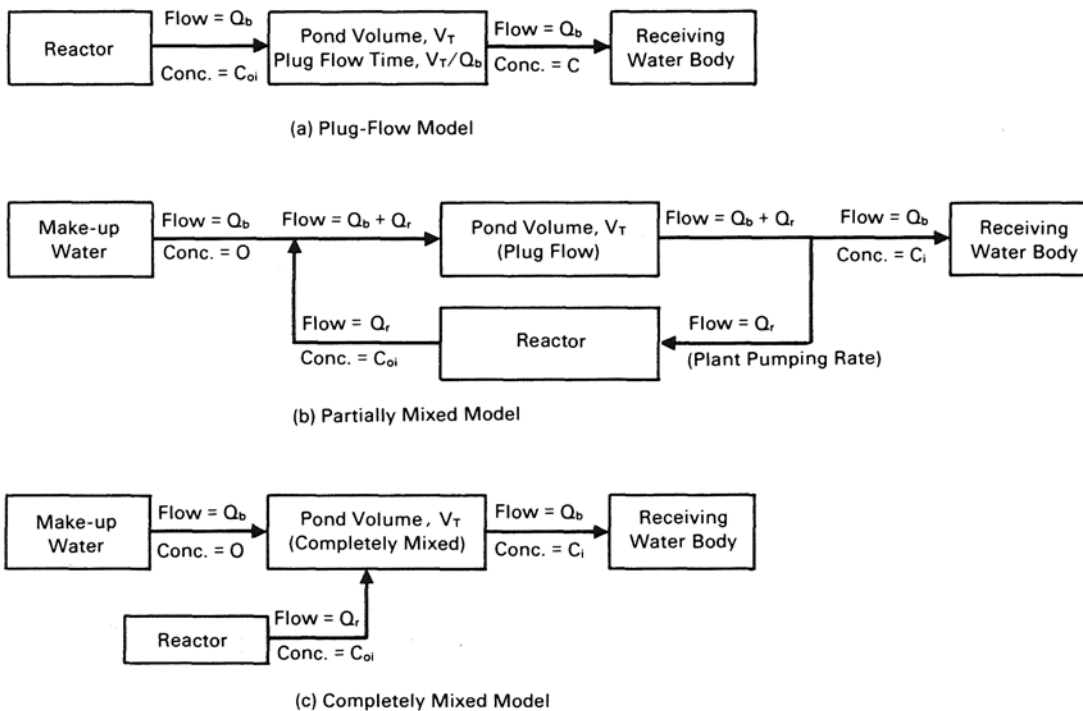 Reactor
Flow = Qb
Conc. = Coi
Pond Volume, VT
Plug Flow Time, VT/Qb
Flow = Qb
Conc. = C
Receiving
Water Body
(a) Plug-Flow Model
Make-up
Water
Flow = Qb
Conc. = O
Flow = Qb + Qr
Pond Volume, VT
(Plug Flow)
Flow = Qb + Qr
Flow = Qb
Conc. = Ci
Receiving
Water Body
Flow = Qr
Conc. = Coi
Reactor
Flow = Qr
(Plant Pumping Rate)
(b) Partially Mixed Model
Make-up
Water
Flow = Qb
Conc. = O
Pond Volume, VT
(Completely Mixed)
Flow = Qb
Conc. = Ci
Receiving
Water Body
Reactor
Flow = Qr
Conc. = Coi
(c) Completely Mixed Model